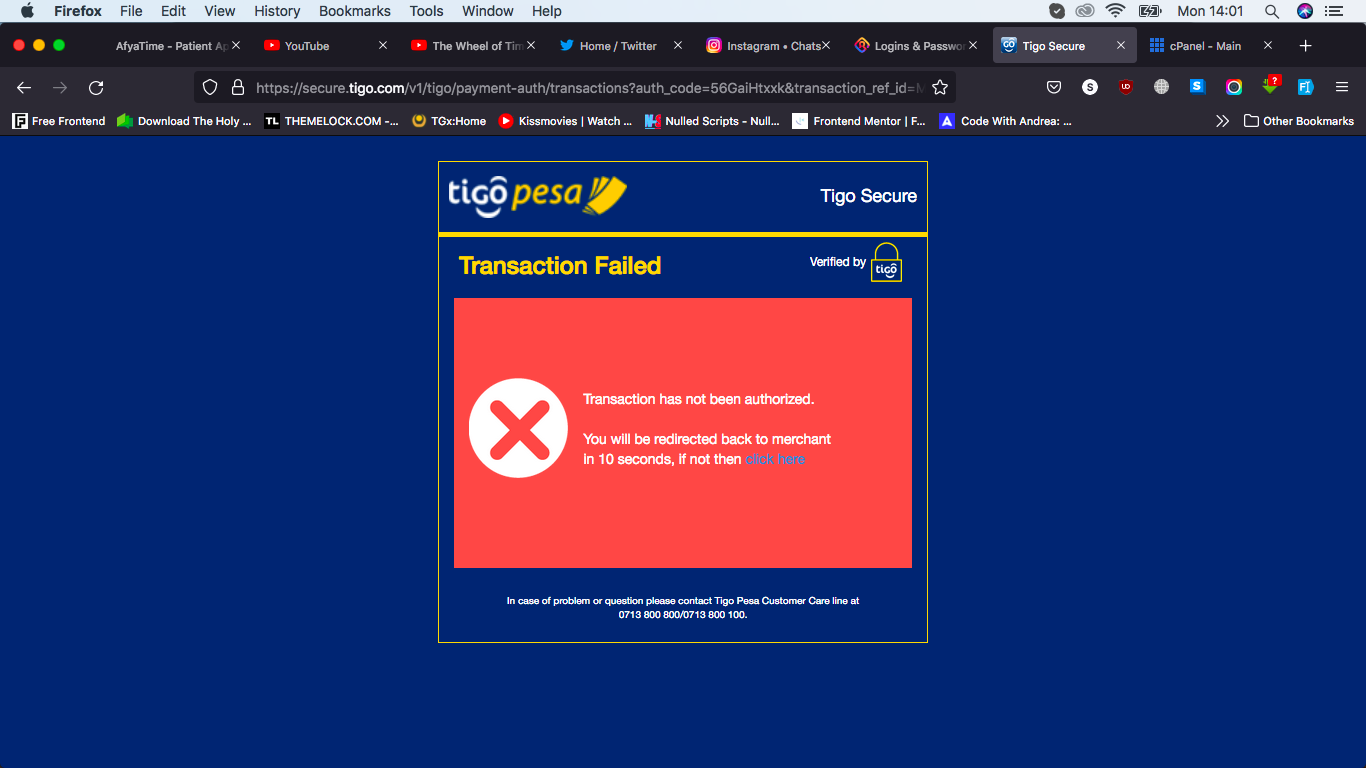 Firefox File Edit View History Bookmarks Tools Window Help Mon 14:01
AfyaTime - Patient Ap YouTube The Wheel of Tim Home / Twitter Instagram • Chats Logins & Passwor Tigo Secure cPanel - Main
https://secure.tigo.com/v1/tigo/payment-auth/transactions?auth_code=56GaiHtxxk&transaction_ref_id=M
Free Frontend Download The Holy ... TL THEMELOCK.COM -... TGx:Home Kissmovies | Watch ... Nulled Scripts - Null... Frontend Mentor | F... Code With Andrea: ... Other Bookmarks
tigo pesa Tigo Secure
Transaction Failed Verified by tigo
Transaction has not been authorized.
You will be redirected back to merchant
in 10 seconds, if not then click here
In case of problem or question please contact Tigo Pesa Customer Care line at
0713 800 800/0713 800 100.